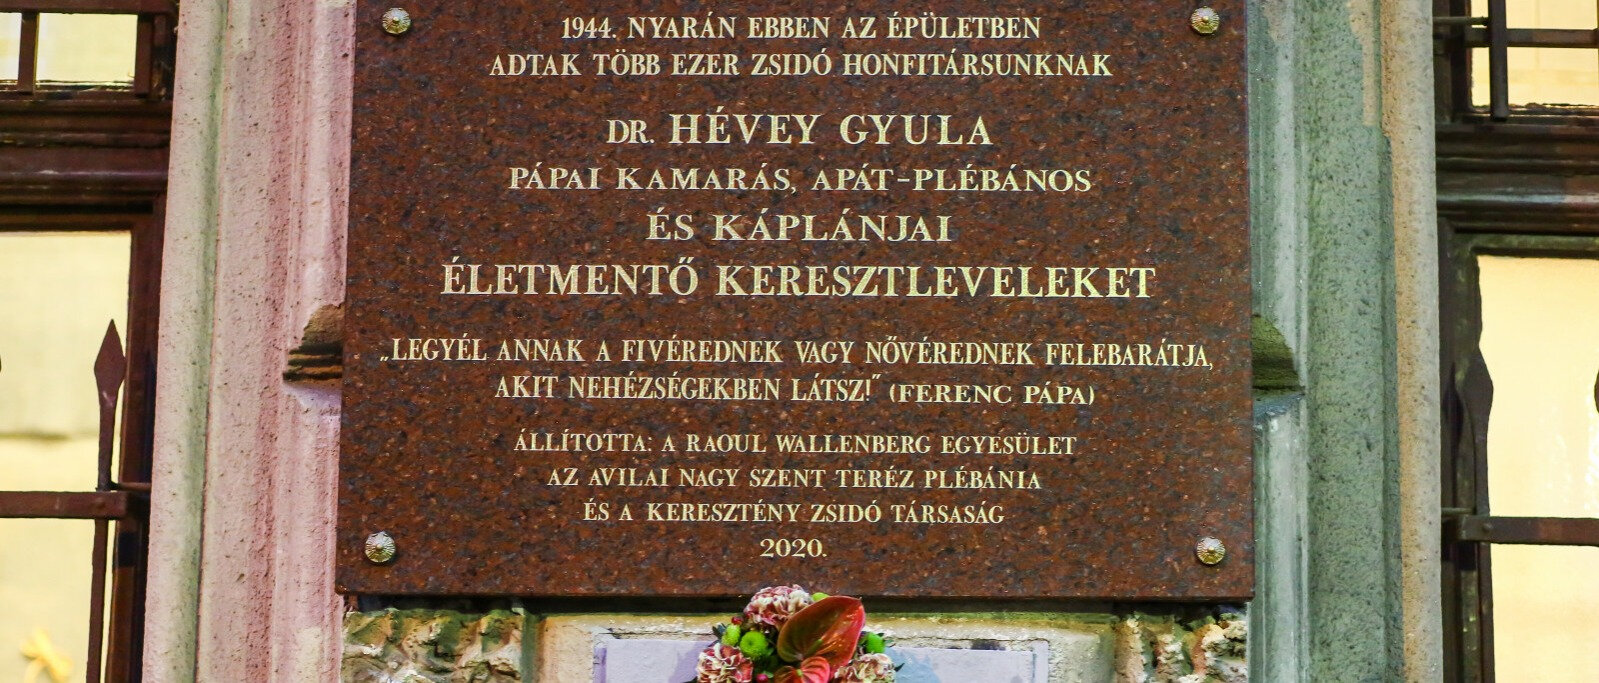 1944. NYARÁN EBBEN AZ ÉPÜLETBEN
ADTAK TÖBB EZER ZSIDÓ HONFITÁRSUNKNAK
DR. HÉVEY GYULA
PÁPAI KAMARÁS, APÁT-PLÉBÁNOS
ÉS KÁPLÁNJAI
ÉLETMENTŐ KERESZTLEVELEKET
„LEGYÉL ANNAK A FIVÉREDNEK VAGY NŐVÉREDNEK FELEBARÁTJA,
AKIT NEHÉZSÉGEKBEN LÁTSZ!” (FERENC PÁPA)
ÁLLÍTOTTA: A RAOUL WALLENBERG EGYESÜLET
AZ AVILAI NAGY SZENT TERÉZ PLÉBÁNIA
ÉS A KERESZTÉNY ZSIDÓ TÁRSASÁG
2020.